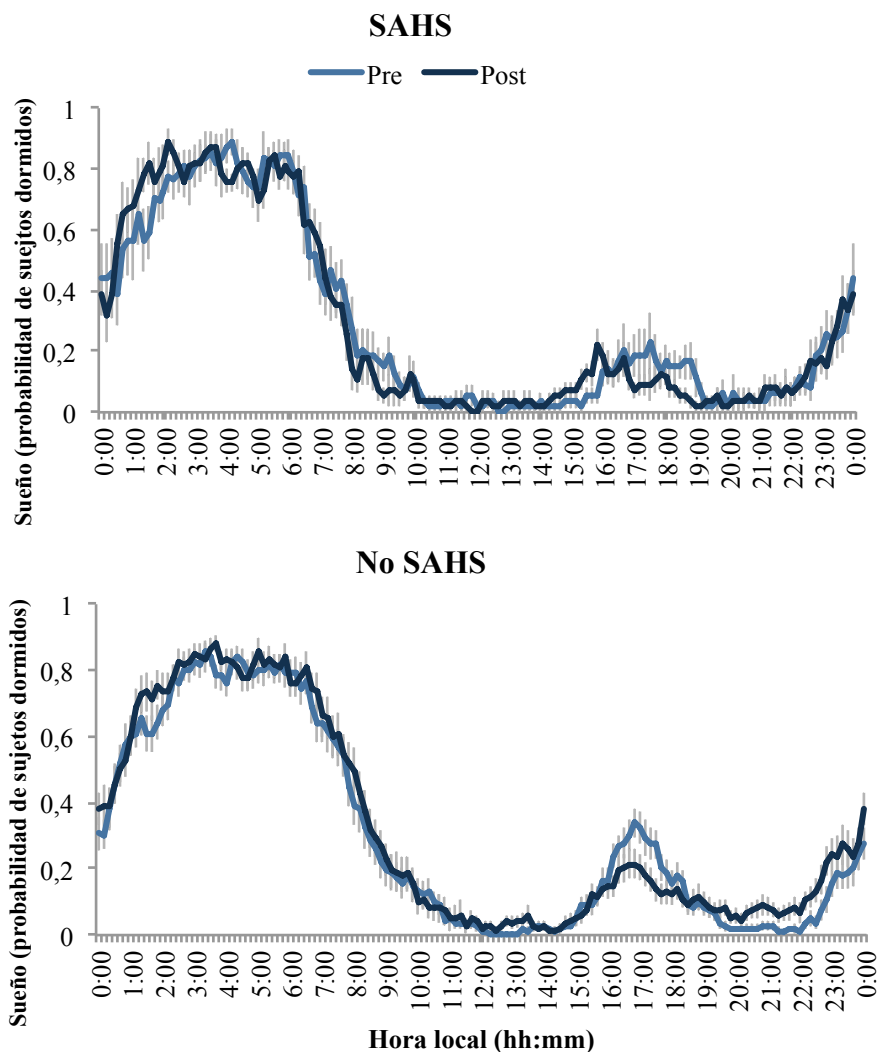 SAHS
Pre Post
Sueño (probabilidad de suejtos dormidos)
1
0,8
0,6
0,4
0,2
0
0:00 1:00 2:00 3:00 4:00 5:00 6:00 7:00 8:00 9:00 10:00 11:00 12:00 13:00 14:00 15:00 16:00 17:00 18:00 19:00 20:00 21:00 22:00 23:00 0:00
No SAHS
Sueño (probabilidad de sujetos dormidos)
1
0,8
0,6
0,4
0,2
0
0:00 1:00 2:00 3:00 4:00 5:00 6:00 7:00 8:00 9:00 10:00 11:00 12:00 13:00 14:00 15:00 16:00 17:00 18:00 19:00 20:00 21:00 22:00 23:00 0:00
Hora local (hh:mm)